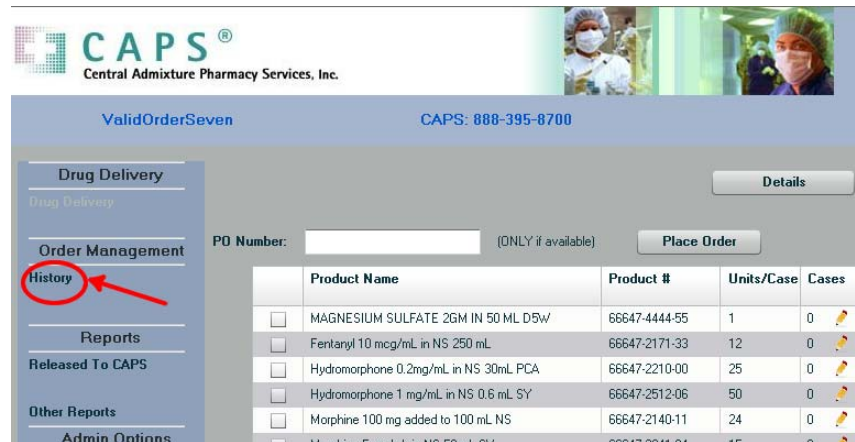 CAPS®
Central Admixture Pharmacy Services, Inc.
ValidOrderSeven CAPS: 888-395-8700
Drug Delivery
Drug Delivery
Details
Order Management
PO Number: (ONLY if available) Place Order
History
Product Name Product # Units/Case Cases
MAGNESIUM SULFATE 2GM IN 50 ML D5W 66647-4444-55 1 0
Reports
Fentanyl 10 mcg/mL in NS 250 mL 66647-2171-33 12 0
Released To CAPS
Hydromorphone 0.2mg/mL in NS 30mL PCA 66647-2210-00 25 0
Hydromorphone 1 mg/mL in NS 0.6 mL SY 66647-2512-06 50 0
Other Reports
Morphine 100 mg added to 100 mL NS 66647-2140-11 24 0
Admin Options